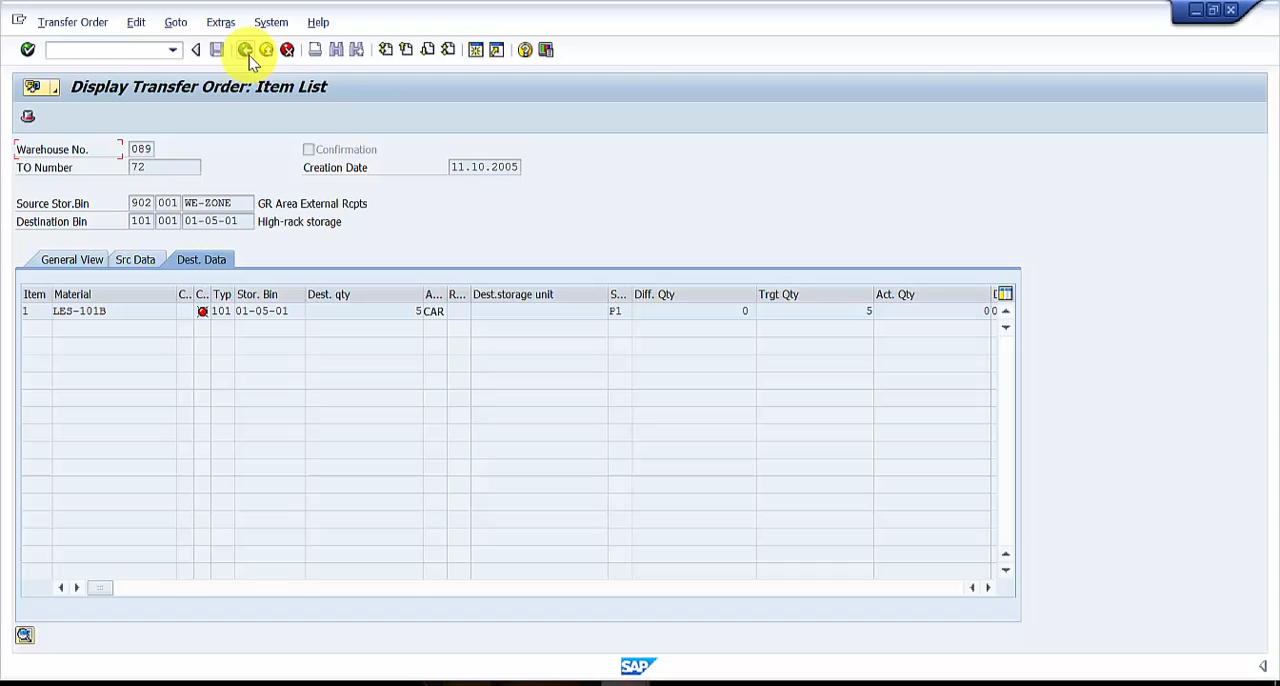 Transfer Order Edit Goto Extras System Help
Display Transfer Order: Item List
Warehouse No. 089 Confirmation
TO Number 72 Creation Date 11.10.2005
Source Stor.Bin 902 001 WE-ZONE GR Area External Rcpts
Destination Bin 101 001 01-05-01 High-rack storage
General View Src Data Dest. Data
Item Material C.. C.. Typ Stor. Bin Dest. qty A... R... Dest.storage unit S... Diff. Qty Trgt Qty Act. Qty
1 LES-101B 101 01-05-01 5 CAR P1 0 5 0 0
SAP